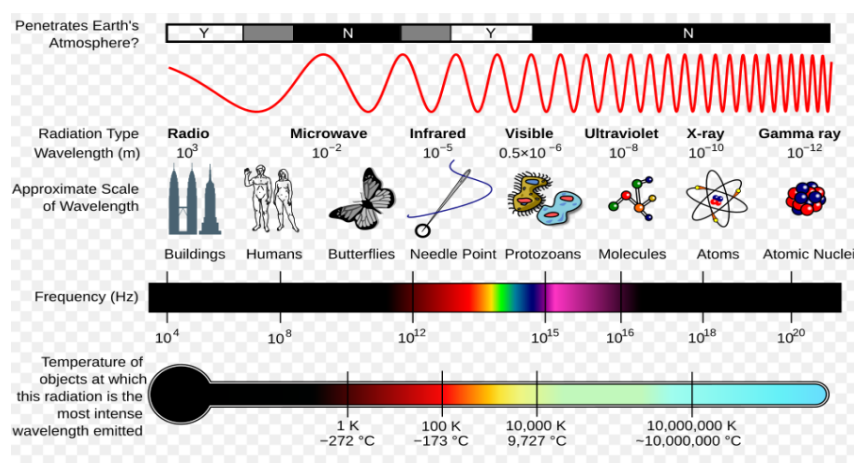 Penetrates Earth's
Atmosphere?
Y N Y N
Radiation Type
Radio Microwave Infrared Visible Ultraviolet X-ray Gamma ray
Wavelength (m)
10³ 10⁻² 10⁻⁵ 0.5×10⁻⁶ 10⁻⁸ 10⁻¹⁰ 10⁻¹²
Approximate Scale
of Wavelength
Buildings Humans Butterflies Needle Point Protozoans Molecules Atoms Atomic Nuclei
Frequency (Hz)
10⁴ 10⁸ 10¹² 10¹⁵ 10¹⁶ 10¹⁸ 10²⁰
Temperature of
objects at which
this radiation is the
most intense
wavelength emitted
1 K 100 K 10,000 K 10,000,000 K
−272 °C −173 °C 9,727 °C ~10,000,000 °C